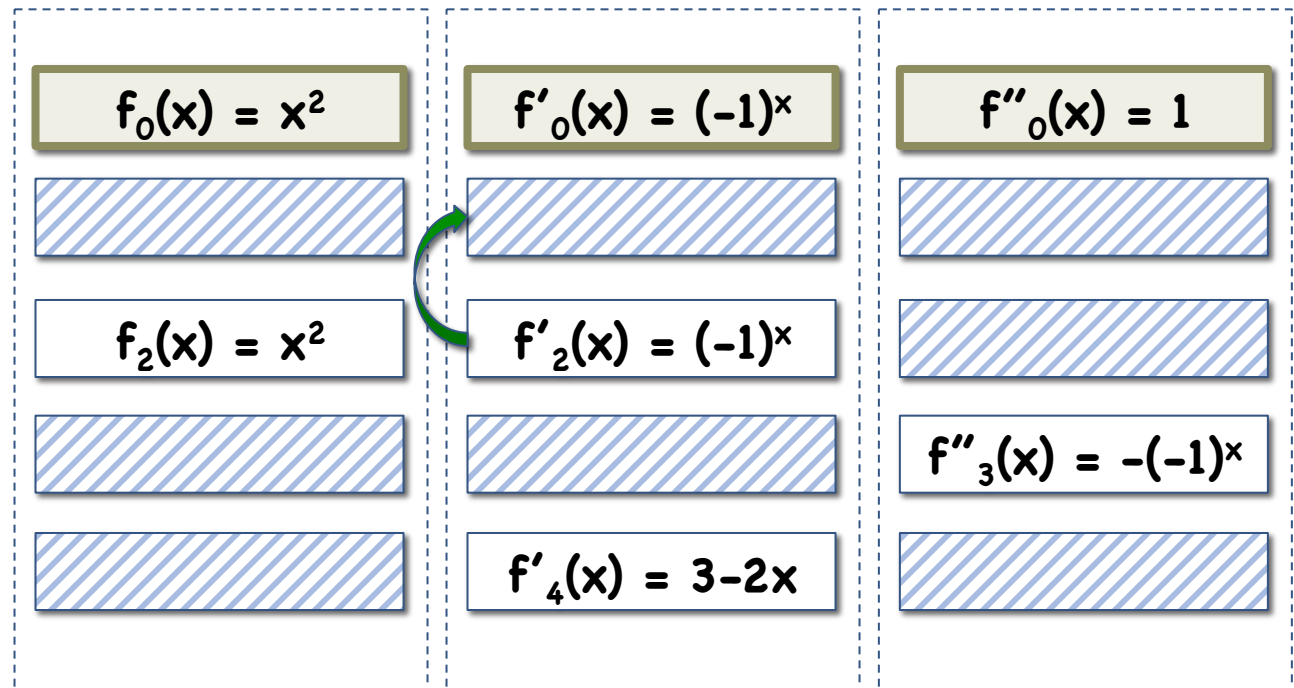 f₀(x) = x²
f′₀(x) = (-1)ˣ
f″₀(x) = 1
f₂(x) = x²
f′₂(x) = (-1)ˣ
f″₃(x) = -(-1)ˣ
f′₄(x) = 3-2x